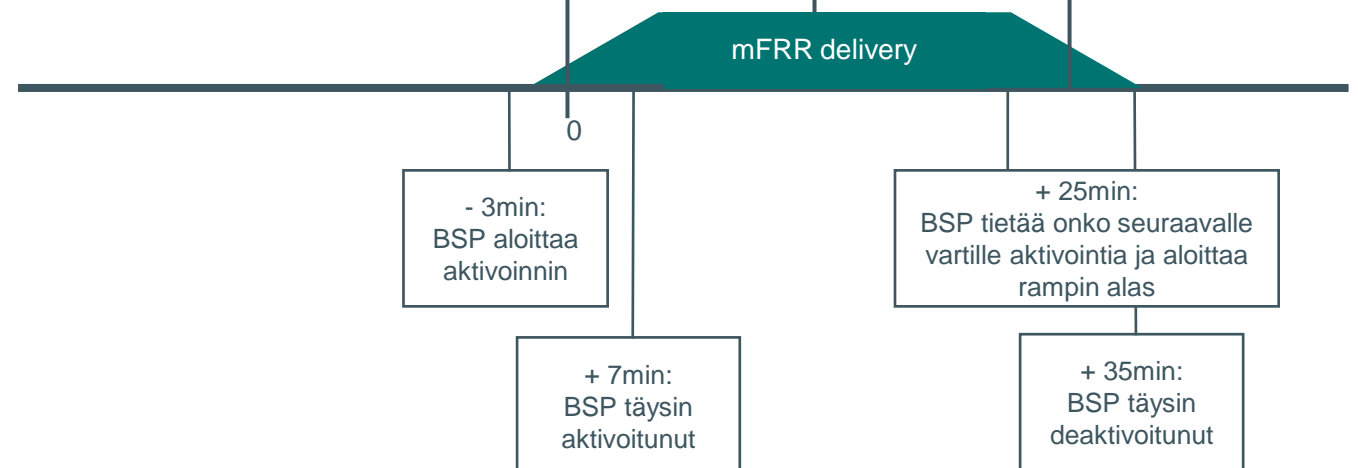 mFRR delivery
0
- 3min:
BSP aloittaa
aktivoinnin
+ 7min:
BSP täysin
aktivoitunut
+ 25min:
BSP tietää onko seuraavalle
vartille aktivointia ja aloittaa
rampin alas
+ 35min:
BSP täysin
deaktivoitunut